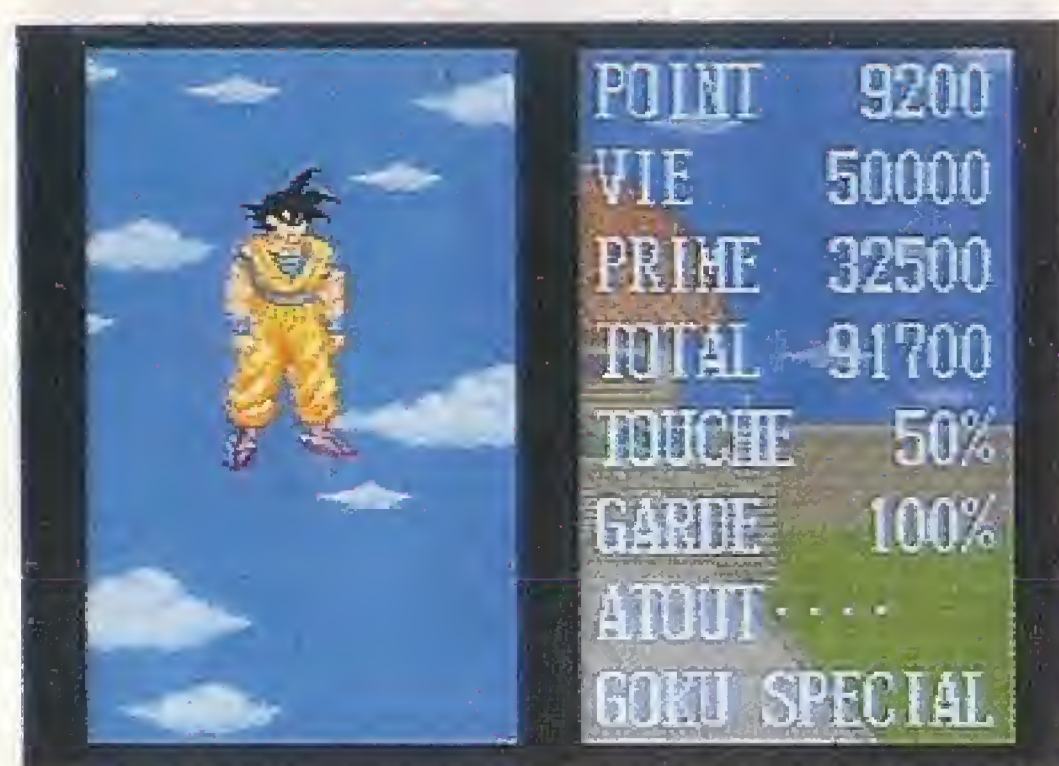 POINT 9200
VIE 50000
PRIME 32500
TOTAL 91700
TOUCHE 50%
GARDE 100%
ATOUT····
GOKU SPECIAL